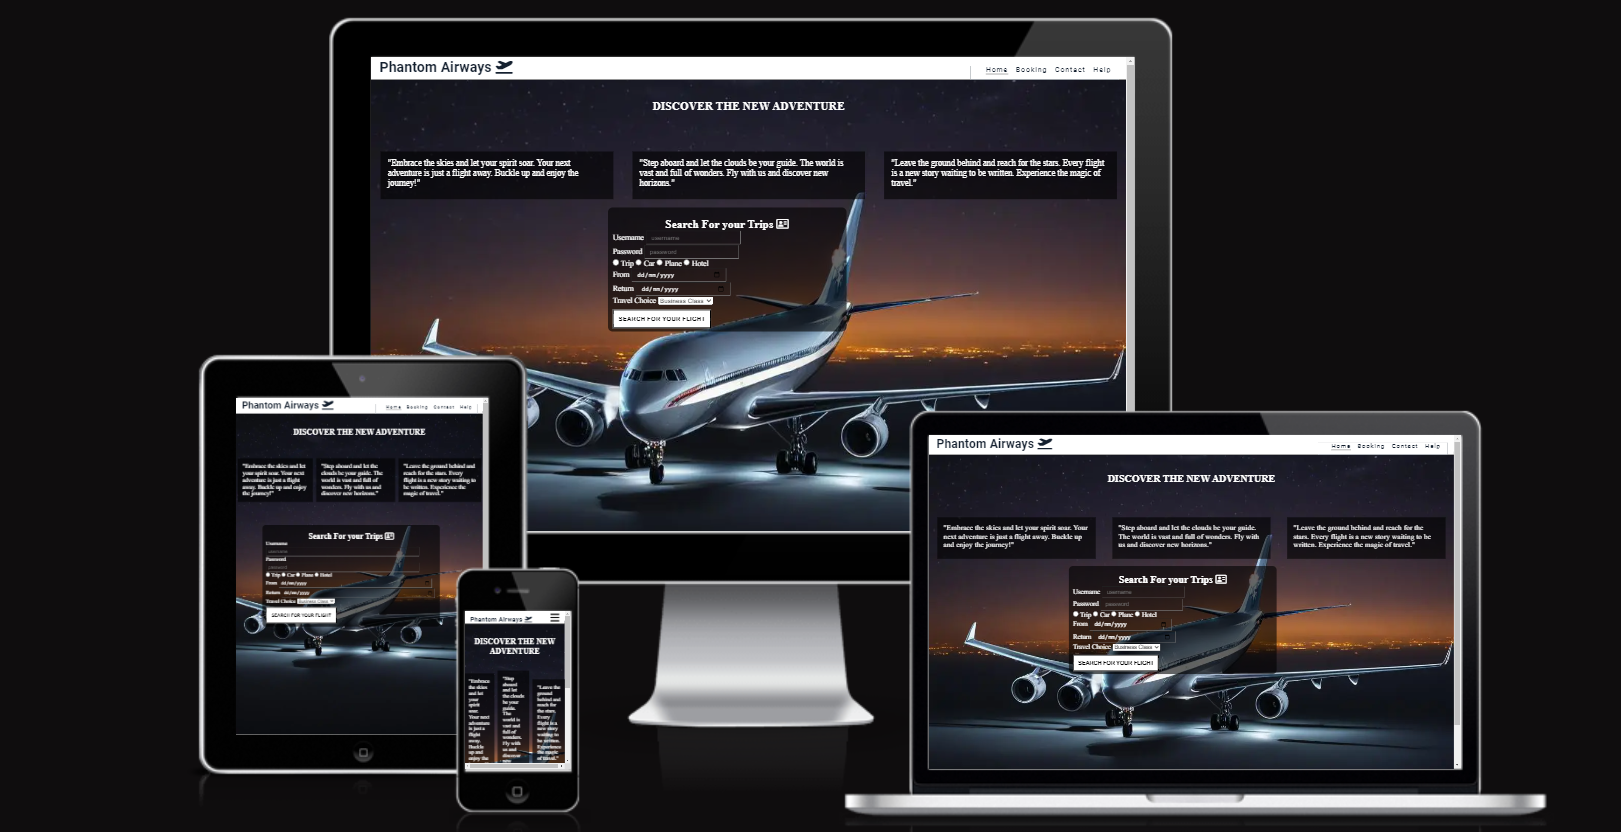 Phantom Airways
Home Booking Contact Help
DISCOVER THE NEW ADVENTURE
"Embrace the skies and let your spirit soar. Your next
adventure is just a flight away. Buckle up and enjoy the
journey!"
"Step aboard and let the clouds be your guide. The world is
vast and full of wonders. Fly with us and discover new
horizons."
"Leave the ground behind and reach for the stars. Every flight
is a new story waiting to be written. Experience the magic of
travel."
Search For your Trips
Username username
Password password
Trip Car Plane Hotel
From dd/mm/yyyy
Return dd/mm/yyyy
Travel Choice Business Class
SEARCH FOR YOUR FLIGHT
Phantom Airways
Home Booking Contact Help
DISCOVER THE NEW ADVENTURE
"Embrace the skies and let
your spirit soar. Your next
adventure is just a flight
away. Buckle up and enjoy
the journey!"
"Step aboard and let the
clouds be your guide. The
world is vast and full of
wonders. Fly with us and
discover new horizons."
"Leave the ground behind and
reach for the stars. Every
flight is a new story waiting to
be written. Experience the
magic of travel."
Search For your Trips
Username
username
Password
password
Trip Car Plane Hotel
From dd/mm/yyyy
Return dd/mm/yyyy
Travel Choice Business Class
SEARCH FOR YOUR FLIGHT
Phantom Airways
DISCOVER THE NEW
ADVENTURE
"Embrace
the skies
and let
your
spirit
soar.
Your next
adventure
is just a
flight
away.
Buckle
up and
enjoy the
"Step
aboard
and let
the clouds
be your
guide.
The
world is
vast and
full of
wonders.
Fly with
us and
discover
new
"Leave the
ground
behind and
reach for
the stars.
Every
flight is a
new story
waiting to
be written.
Experience
the magic
of travel."
Phantom Airways
Home Booking Contact Help
DISCOVER THE NEW ADVENTURE
"Embrace the skies and let your spirit soar. Your
next adventure is just a flight away. Buckle up
and enjoy the journey!"
"Step aboard and let the clouds be your guide.
The world is vast and full of wonders. Fly with
us and discover new horizons."
"Leave the ground behind and reach for the
stars. Every flight is a new story waiting to be
written. Experience the magic of travel."
Search For your Trips
Username username
Password password
Trip Car Plane Hotel
From dd/mm/yyyy
Return dd/mm/yyyy
Travel Choice Business Class
SEARCH FOR YOUR FLIGHT